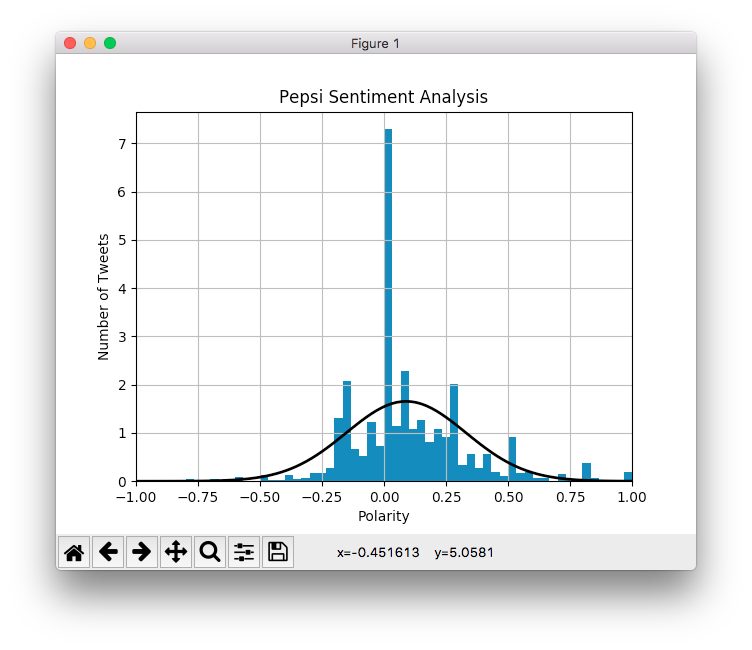 Figure 1
Pepsi Sentiment Analysis
7
6
5
4
3
2
1
0
Number of Tweets
−1.00 −0.75 −0.50 −0.25 0.00 0.25 0.50 0.75 1.00
Polarity
x=-0.451613 y=5.0581